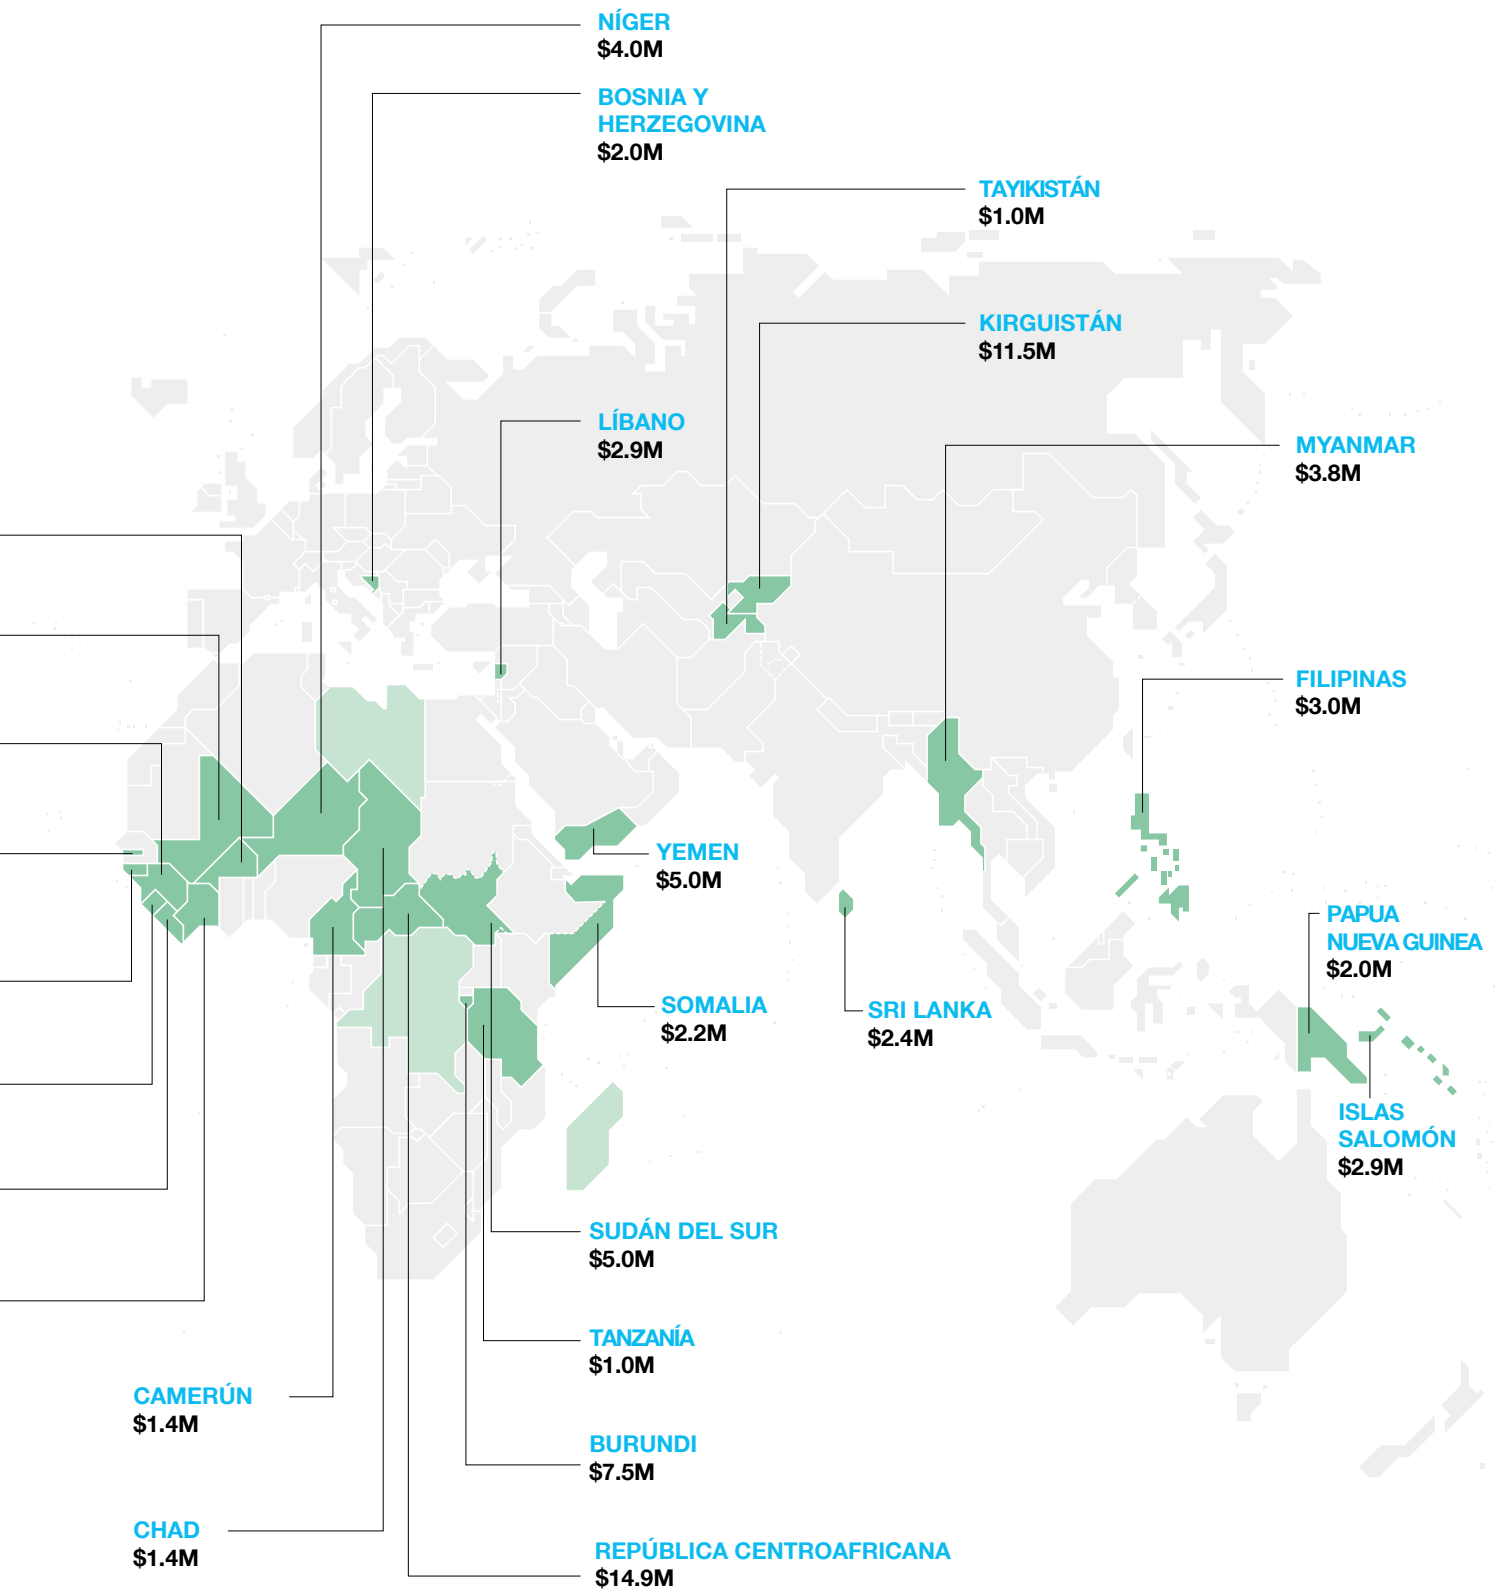 NÍGER
$4.0M
BOSNIA Y
HERZEGOVINA
$2.0M
TAYIKISTÁN
$1.0M
KIRGUISTÁN
$11.5M
LÍBANO
$2.9M
MYANMAR
$3.8M
FILIPINAS
$3.0M
YEMEN
$5.0M
PAPUA
NUEVA GUINEA
$2.0M
SOMALIA
$2.2M
SRI LANKA
$2.4M
ISLAS
SALOMÓN
$2.9M
SUDÁN DEL SUR
$5.0M
TANZANÍA
$1.0M
CAMERÚN
$1.4M
BURUNDI
$7.5M
CHAD
$1.4M
REPÚBLICA CENTROAFRICANA
$14.9M